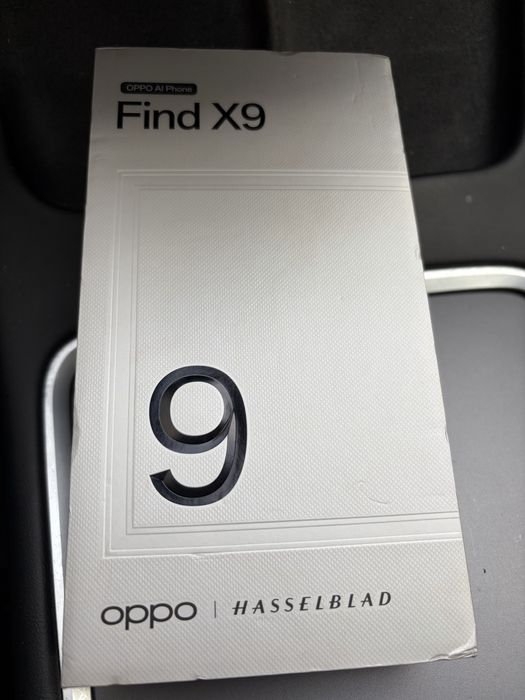 OPPO AI Phone
Find X9
9
oppo | HASSELBLAD